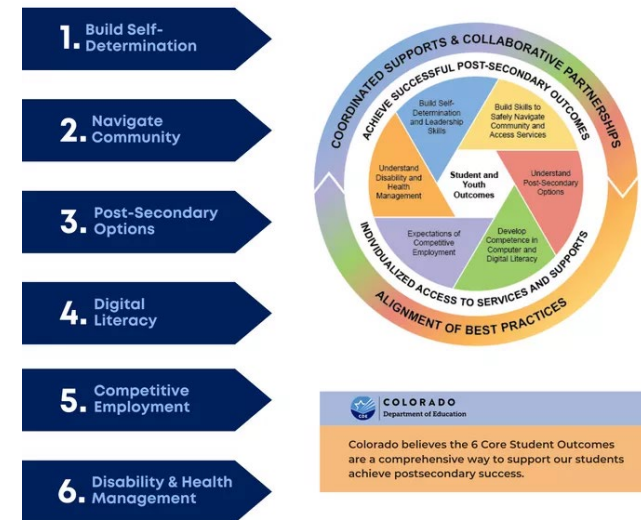 1. Build Self-
Determination
2. Navigate
Community
3. Post-Secondary
Options
4. Digital
Literacy
5. Competitive
Employment
6. Disability & Health
Management
COORDINATED SUPPORTS & COLLABORATIVE PARTNERSHIPS
ACHIEVE SUCCESSFUL POST-SECONDARY OUTCOMES
Build Self-
Determination
and Leadership
Skills
Build Skills to
Safely Navigate
Community and
Access Services
Understand
Disability and
Health
Management
Student and
Youth
Outcomes
Understand
Post-Secondary
Options
Expectations of
Competitive
Employment
Develop
Competence in
Computer and
Digital Literacy
INDIVIDUALIZED ACCESS TO SERVICES AND SUPPORTS
ALIGNMENT OF BEST PRACTICES
CDE
COLORADO
Department of Education
Colorado believes the 6 Core Student Outcomes
are a comprehensive way to support our students
achieve postsecondary success.